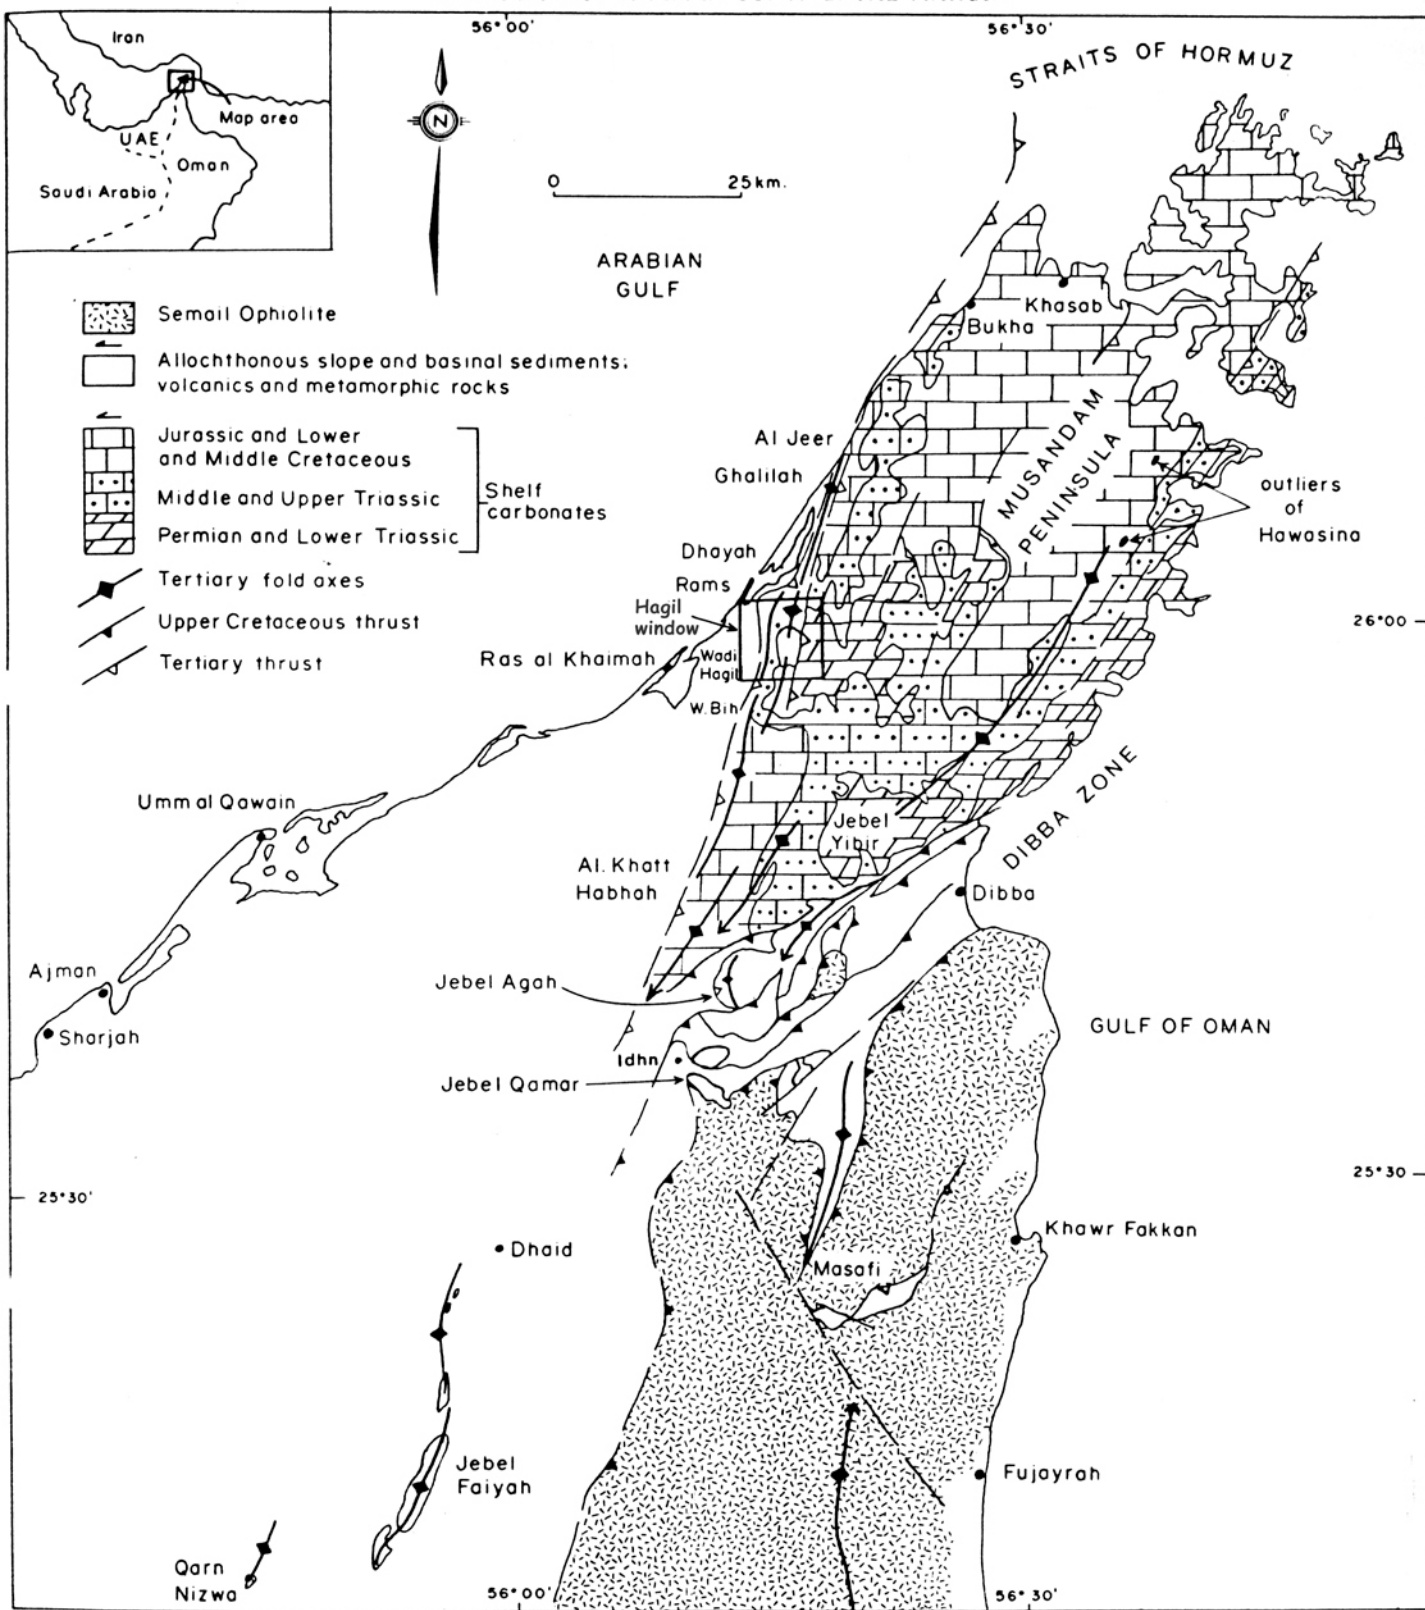 56°00'
56°30'
Iran
Map area
UAE
Oman
Saudi Arabia
N
STRAITS OF HORMUZ
0 25 km.
ARABIAN
GULF
Semail Ophiolite
Allochthonous slope and basinal sediments;
volcanics and metamorphic rocks
Jurassic and Lower
and Middle Cretaceous
Middle and Upper Triassic
Permian and Lower Triassic
Shelf
carbonates
Tertiary fold axes
Upper Cretaceous thrust
Tertiary thrust
Khasab
Bukha
MUSANDAM
PENINSULA
Al Jeer
Ghalilah
outliers
of
Hawasina
Dhayah
Rams
Hagil
window
26°00
Ras al Khaimah
Wadi
Hagil
W. Bih
DIBBA ZONE
Umm al Qawain
Jebel
Yibir
Al. Khatt
Habhah
Dibba
Ajman
Jebel Agah
Sharjah
GULF OF OMAN
Idhn
Jebel Qamar
25°30'
25°30
Khawr Fakkan
Dhaid
Masafi
Jebel
Faiyah
Fujayrah
Qarn
Nizwa
56°00'
56°30'